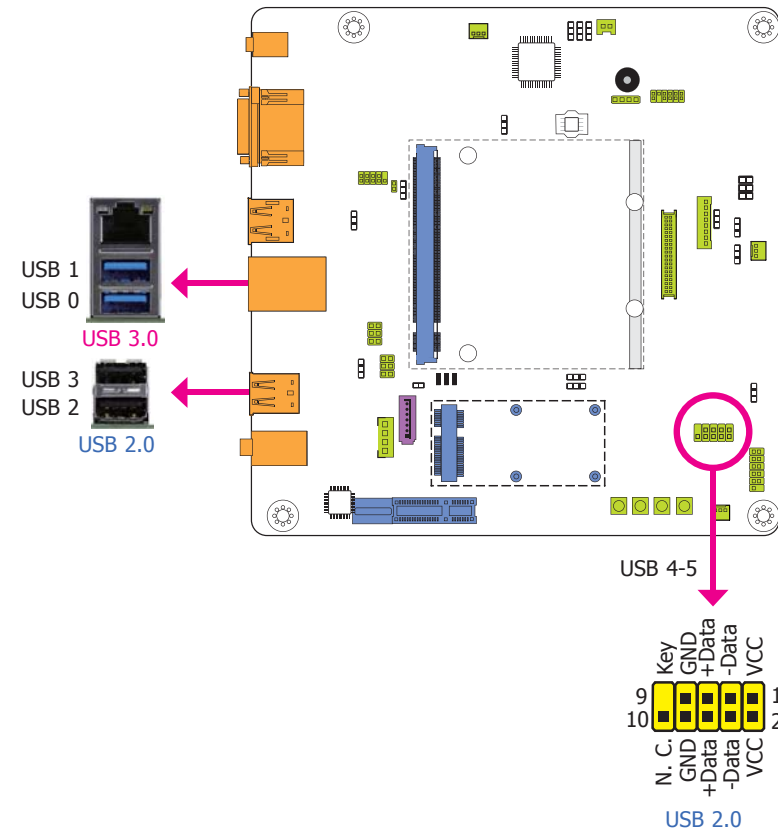 USB 1
USB 0
USB 3.0
USB 3
USB 2
USB 2.0
USB 4-5
Key
GND
+Data
-Data
VCC
9
1
10
2
N. C.
GND
+Data
-Data
VCC
USB 2.0